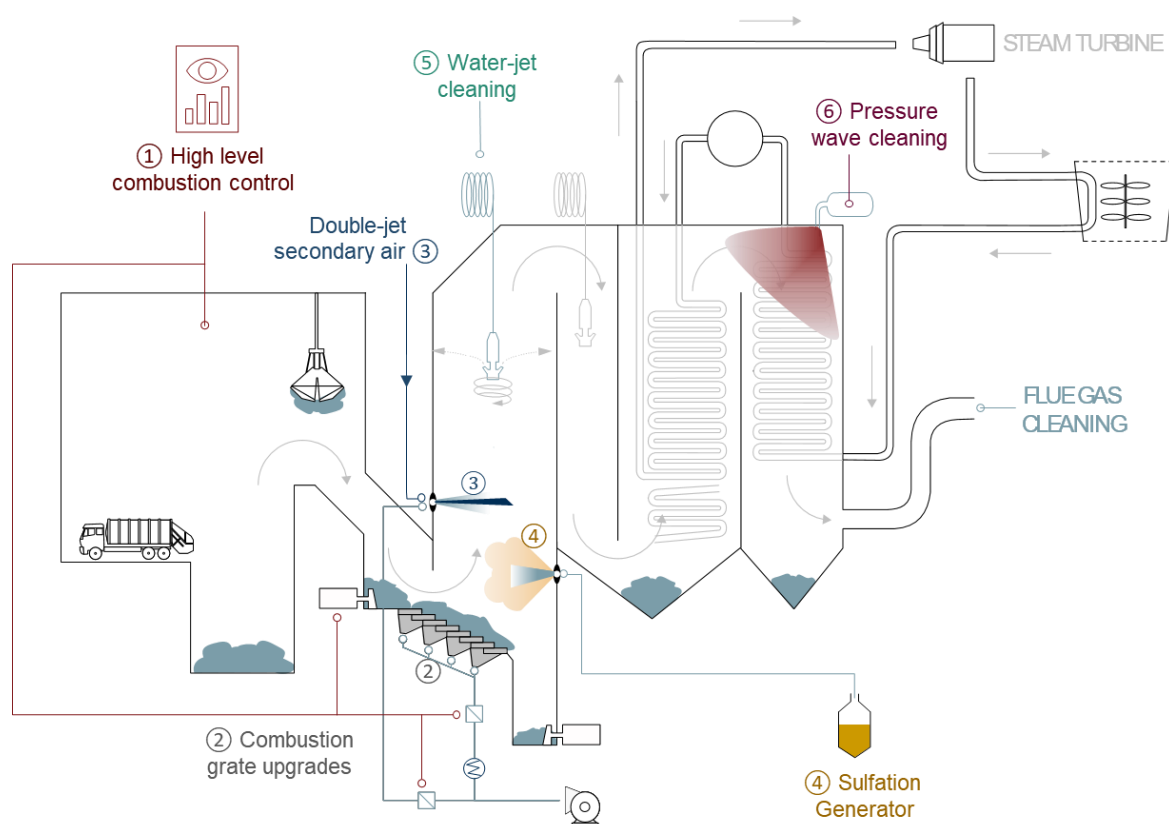 STEAM TURBINE
⑤ Water-jet
cleaning
⑥ Pressure
wave cleaning
① High level
combustion control
Double-jet
secondary air ③
FLUE GAS
CLEANING
③
④
②
② Combustion
grate upgrades
④ Sulfation
Generator